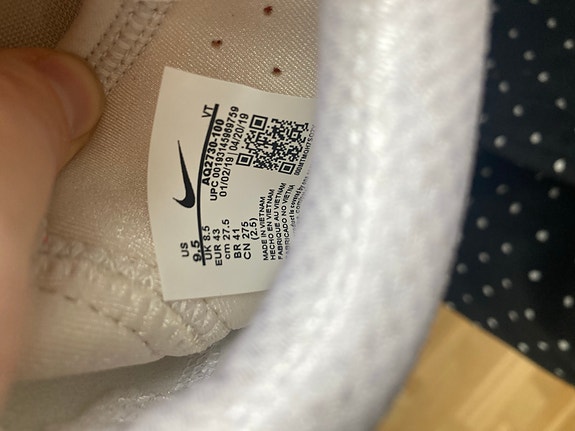 US
9.5
UK 8.5
EUR 43
cm 27.5
BR 41
CN 275
(2.5)
VT
AQ2730-100
UPC 00193145969759
01/02/19 04/20/19
MADE IN VIETNAM
HECHO EN VIETNAM
FABRIQUE AU VIETNAM
FABRICADO NO VIETNA